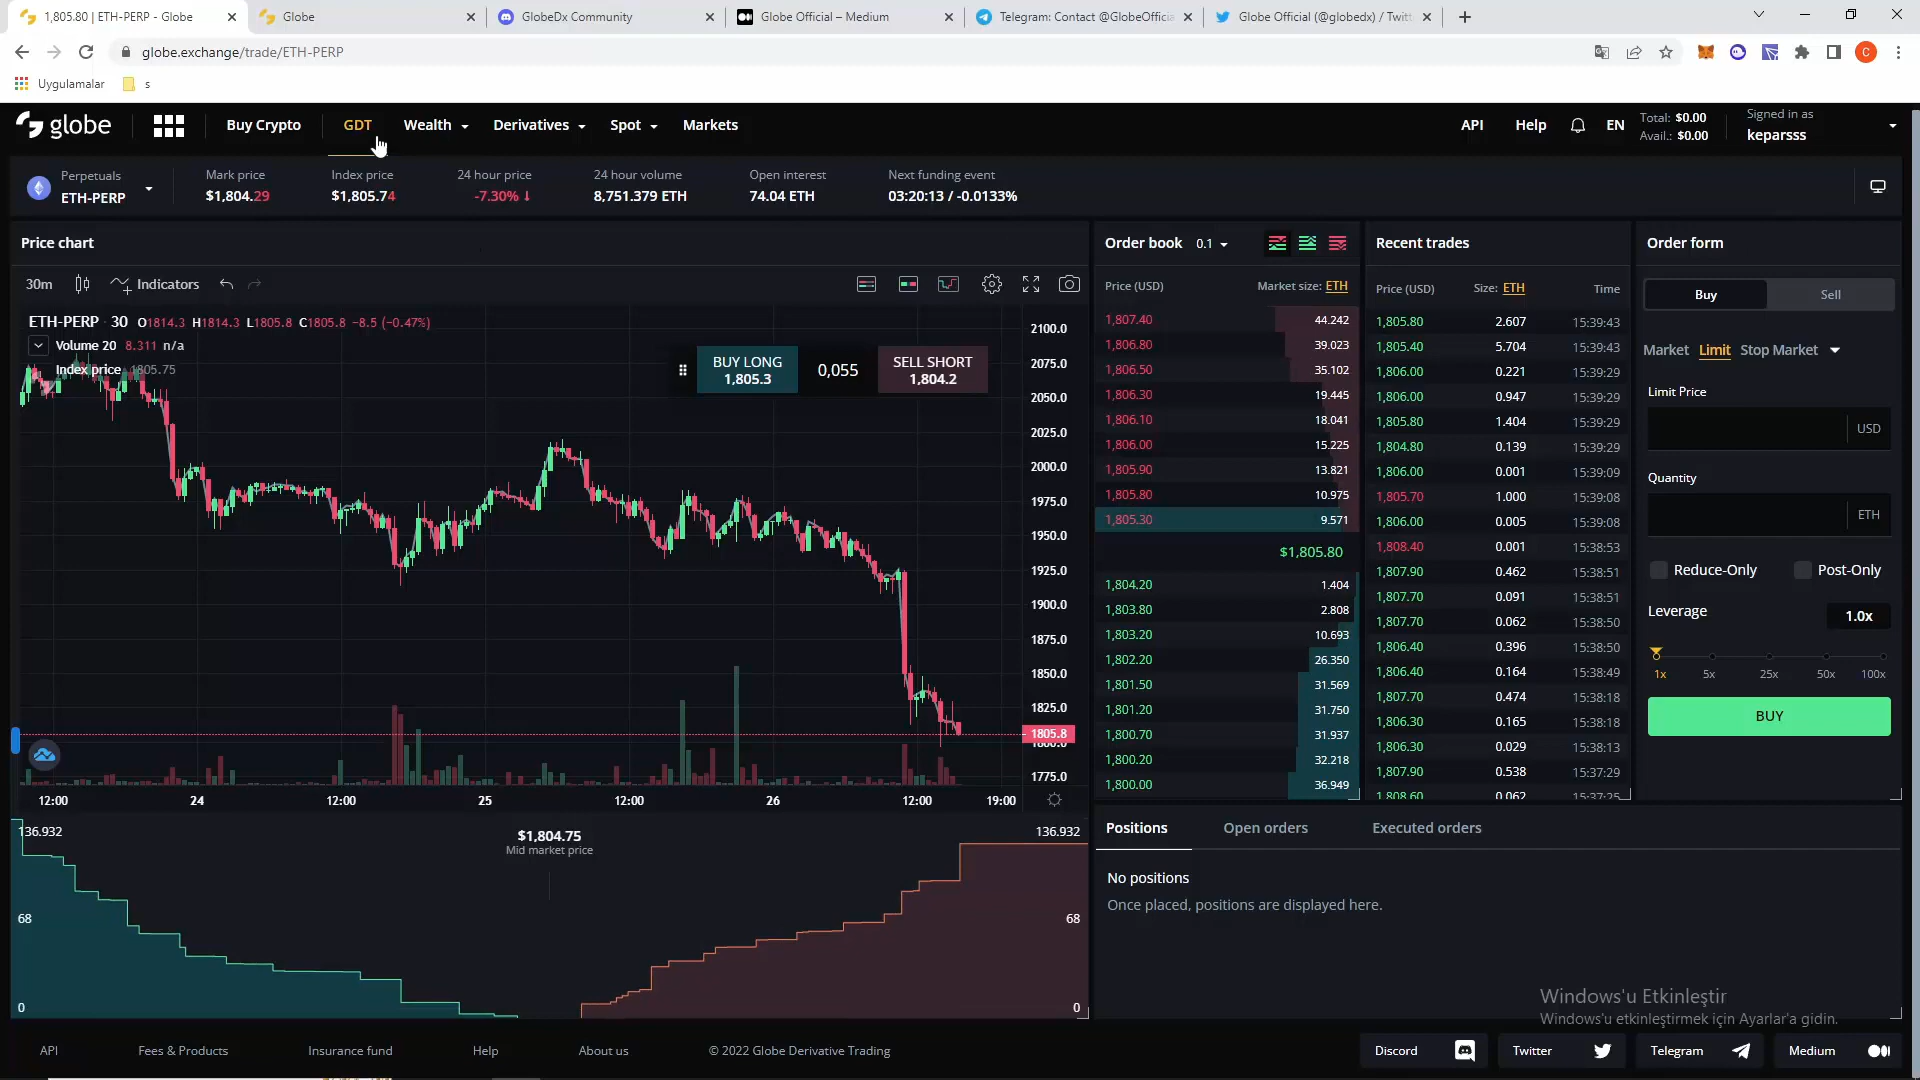 1,805.80 | ETH-PERP - Globe
Globe
GlobeDx Community
Globe Official – Medium
Telegram: Contact @GlobeOfficia
Globe Official (@globedx) / Twitt
globe.exchange/trade/ETH-PERP
C
Uygulamalar
s
globe
Buy Crypto
GDT
Wealth
Derivatives
Spot
Markets
API
Help
EN
Total: $0.00
Avail.: $0.00
Signed in as
keparsss
Perpetuals
ETH-PERP
Mark price
$1,804.29
Index price
$1,805.74
24 hour price
-7.30% ↓
24 hour volume
8,751.379 ETH
Open interest
74.04 ETH
Next funding event
03:20:13 / -0.0133%
Price chart
30m
Indicators
ETH-PERP · 30 O1814.3 H1814.3 L1805.8 C1805.8 −8.5 (−0.47%)
Volume 20 8.311 n/a
Index price 1805.75
BUY LONG
1,805.3
0,055
SELL SHORT
1,804.2
2100.0
2075.0
2050.0
2025.0
2000.0
1975.0
1950.0
1925.0
1900.0
1875.0
1850.0
1825.0
1805.8
1800.0
1775.0
12:00
24
12:00
25
12:00
26
12:00
19:00
136.932
$1,804.75
Mid market price
136.932
68
68
0
0
Order book
0.1
Price (USD)
Market size: ETH
1,807.40 44.242
1,806.80 39.023
1,806.50 35.102
1,806.30 19.445
1,806.10 18.041
1,806.00 15.225
1,805.90 13.821
1,805.80 10.975
1,805.30 9.571
$1,805.80
1,804.20 1.404
1,803.80 2.808
1,803.20 10.693
1,802.20 26.350
1,801.50 31.569
1,801.20 31.750
1,800.70 31.937
1,800.20 32.218
1,800.00 36.949
Recent trades
Price (USD) Size: ETH Time
1,805.80 2.607 15:39:43
1,805.40 5.704 15:39:43
1,806.00 0.221 15:39:29
1,806.00 0.947 15:39:29
1,805.80 1.404 15:39:29
1,804.80 0.139 15:39:29
1,806.00 0.001 15:39:09
1,805.70 1.000 15:39:08
1,806.00 0.005 15:39:08
1,808.40 0.001 15:38:53
1,807.90 0.462 15:38:51
1,807.70 0.091 15:38:51
1,807.70 0.062 15:38:50
1,806.40 0.396 15:38:50
1,806.40 0.164 15:38:49
1,807.70 0.474 15:38:18
1,806.30 0.165 15:38:18
1,806.30 0.029 15:38:13
1,807.90 0.538 15:37:29
1,808.60 0.062 15:37:25
Order form
Buy
Sell
Market
Limit
Stop Market
Limit Price
USD
Quantity
ETH
Reduce-Only
Post-Only
Leverage
1.0x
1x 5x 25x 50x 100x
BUY
Positions
Open orders
Executed orders
No positions
Once placed, positions are displayed here.
Windows'u Etkinleştir
Windows'u etkinleştirmek için Ayarlar'a gidin.
API
Fees & Products
Insurance fund
Help
About us
© 2022 Globe Derivative Trading
Discord
Twitter
Telegram
Medium